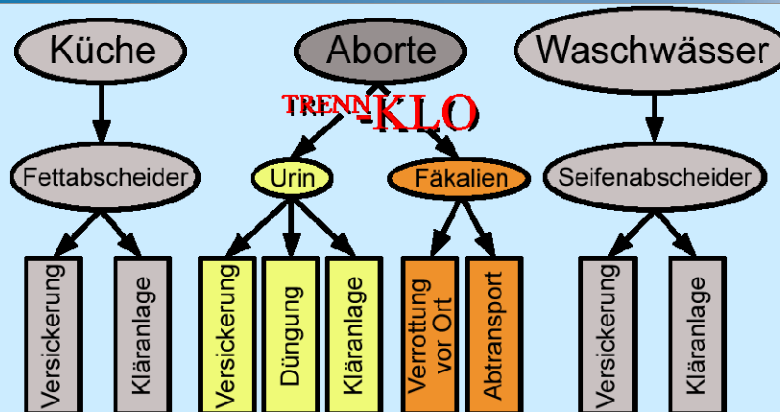 Küche
Aborte
Waschwässer
TRENN-KLO
Fettabscheider
Urin
Fäkalien
Seifenabscheider
Versickerung
Kläranlage
Versickerung
Düngung
Kläranlage
Verrottung
vor Ort
Abtransport
Versickerung
Kläranlage